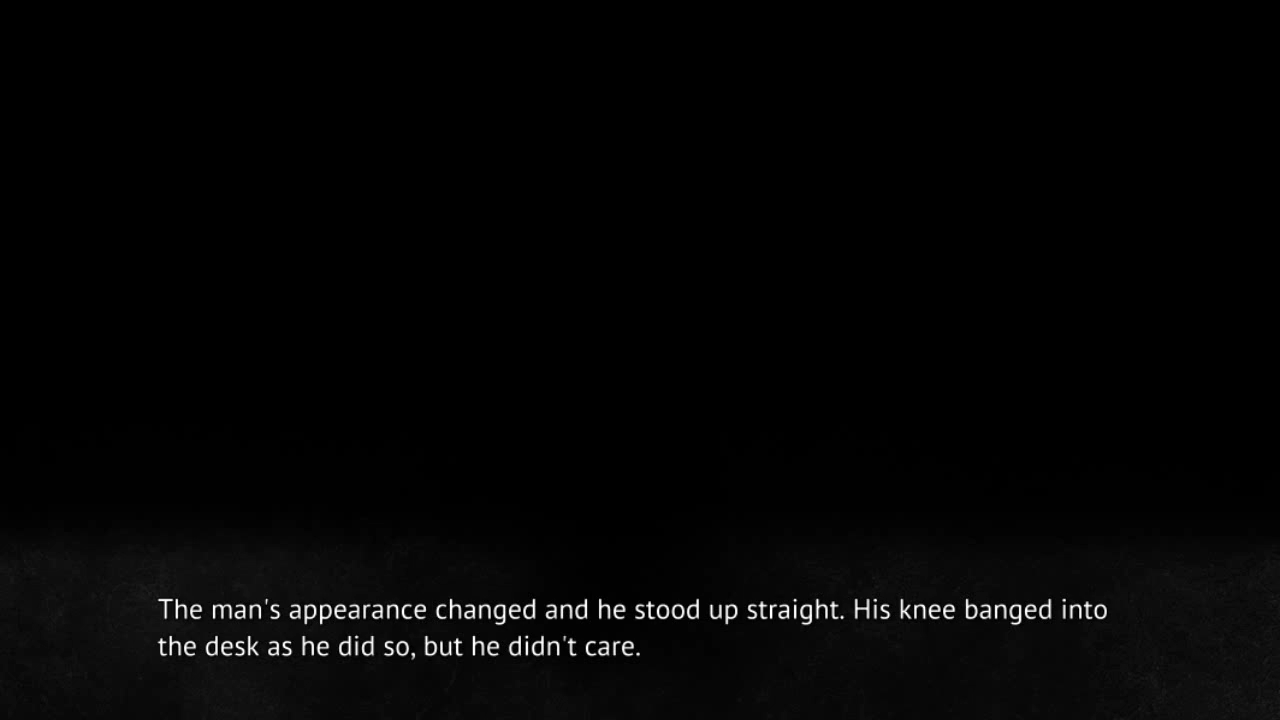 The man's appearance changed and he stood up straight. His knee banged into
the desk as he did so, but he didn't care.